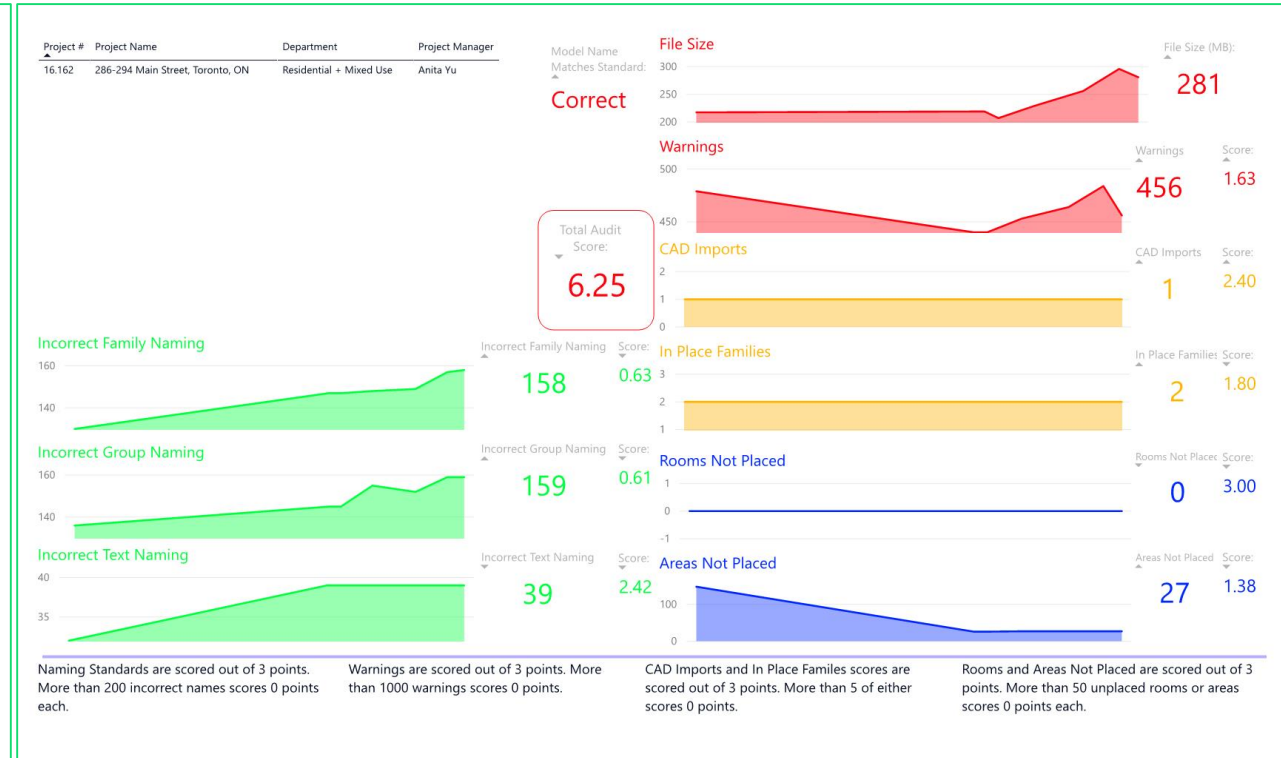 Project # Project Name Department Project Manager
16.162 286-294 Main Street, Toronto, ON Residential + Mixed Use Anita Yu
Model Name
Matches Standard:
Correct
File Size
300
250
200
File Size (MB):
281
Warnings
500
450
Warnings Score:
456 1.63
Total Audit
Score:
6.25
CAD Imports
2
1
0
CAD Imports Score:
1 2.40
Incorrect Family Naming
160
140
Incorrect Family Naming Score:
158 0.63
In Place Families
3
2
1
In Place Families Score:
2 1.80
Incorrect Group Naming
160
140
Incorrect Group Naming Score:
159 0.61
Rooms Not Placed
1
0
-1
Rooms Not Placed Score:
0 3.00
Incorrect Text Naming
40
35
Incorrect Text Naming Score:
39 2.42
Areas Not Placed
100
0
Areas Not Placed Score:
27 1.38
Naming Standards are scored out of 3 points.
More than 200 incorrect names scores 0 points
each.
Warnings are scored out of 3 points. More
than 1000 warnings scores 0 points.
CAD Imports and In Place Familes scores are
scored out of 3 points. More than 5 of either
scores 0 points.
Rooms and Areas Not Placed are scored out of 3
points. More than 50 unplaced rooms or areas
scores 0 points each.